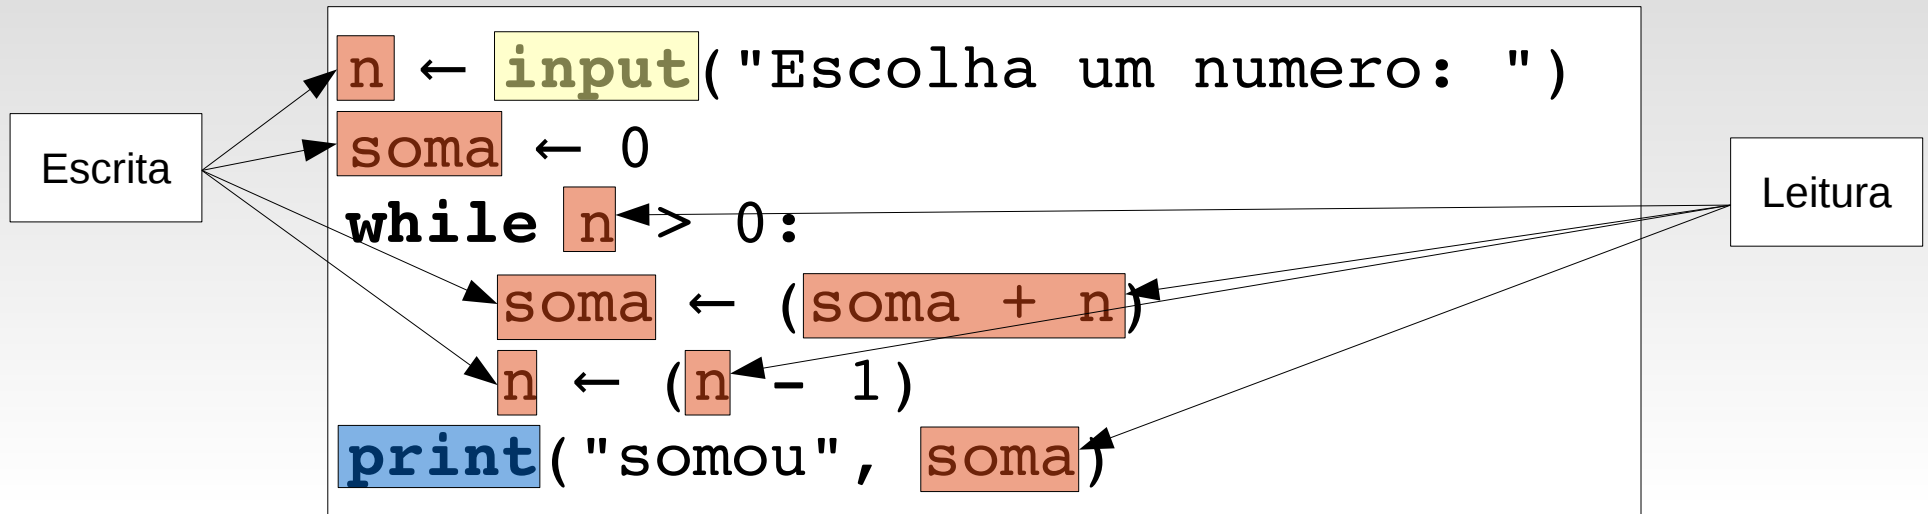 n ← input("Escolha um numero: ")
soma ← 0
Escrita
while n > 0:
Leitura
soma ← (soma + n)
n ← (n - 1)
print("somou", soma)